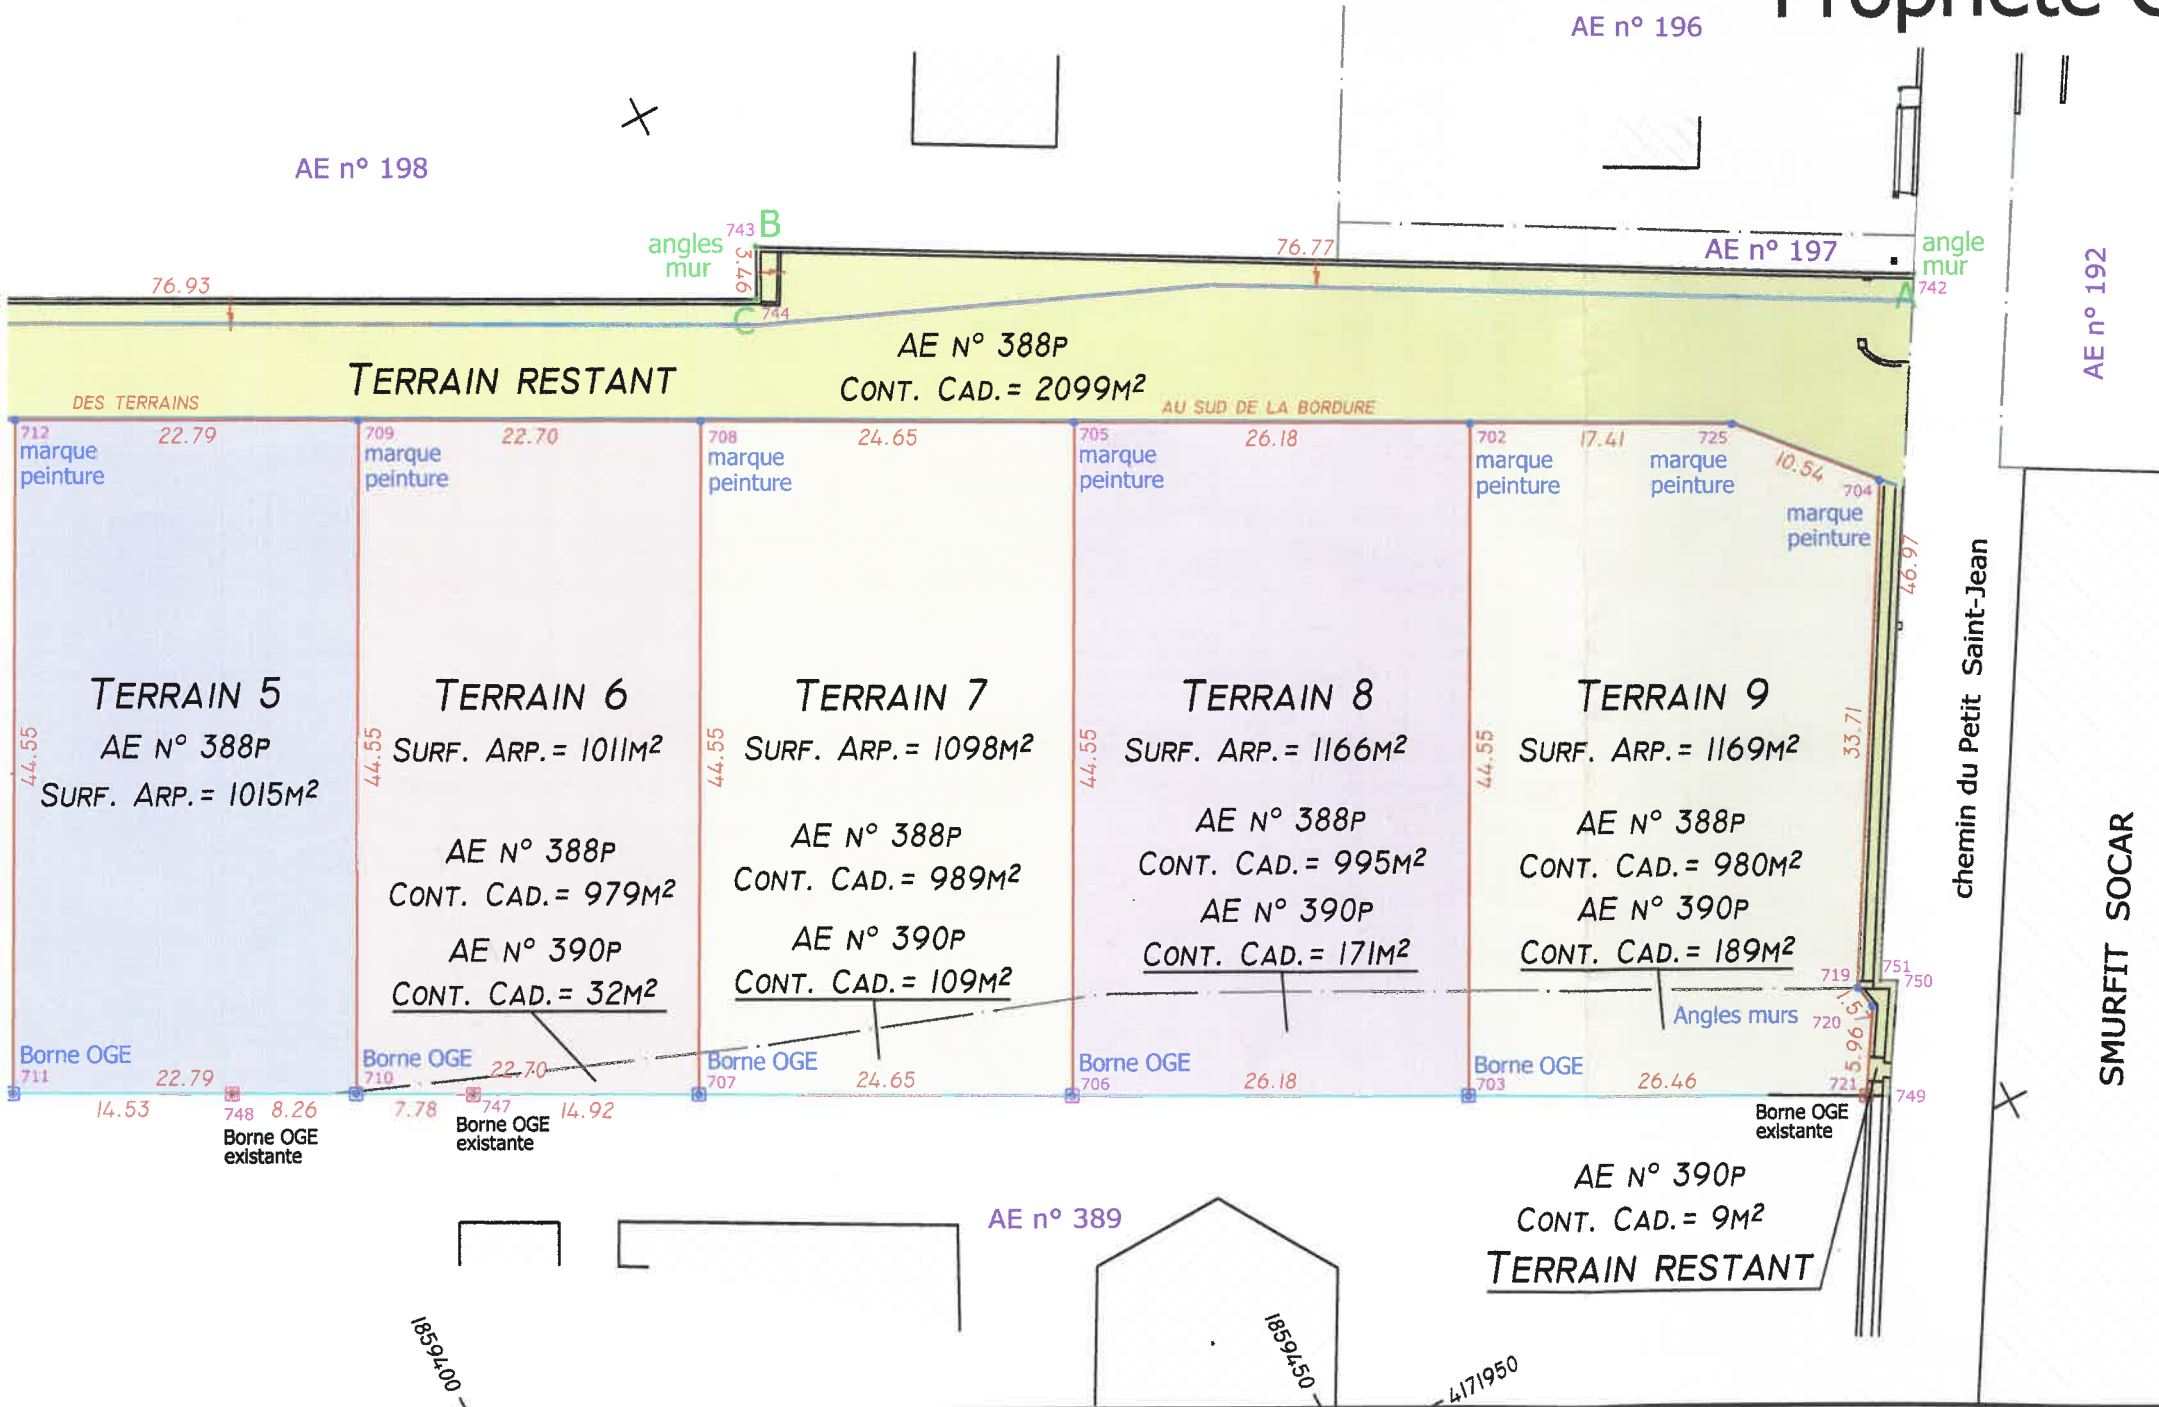 AE n° 196
AE n° 198
743 B
angles
mur
3.46
76.77
AE n° 197
angle
mur
742
A
AE n° 192
76.93
C 744
AE N° 388P
CONT. CAD. = 2099M²
TERRAIN RESTANT
DES TERRAINS
AU SUD DE LA BORDURE
712
22.79
709
22.70
708
24.65
705
26.18
702
17.41
725
10.54
704
marque
peinture
marque
peinture
marque
peinture
marque
peinture
marque
peinture
marque
peinture
marque
peinture
46.97
chemin du Petit Saint-Jean
SMURFIT SOCAR
TERRAIN 5
AE N° 388P
SURF. ARP. = 1015M²
44.55
TERRAIN 6
SURF. ARP. = 1011M²
AE N° 388P
CONT. CAD. = 979M²
AE N° 390P
CONT. CAD. = 32M²
44.55
TERRAIN 7
SURF. ARP. = 1098M²
AE N° 388P
CONT. CAD. = 989M²
AE N° 390P
CONT. CAD. = 109M²
44.55
TERRAIN 8
SURF. ARP. = 1166M²
AE N° 388P
CONT. CAD. = 995M²
AE N° 390P
CONT. CAD. = 171M²
44.55
TERRAIN 9
SURF. ARP. = 1169M²
AE N° 388P
CONT. CAD. = 980M²
AE N° 390P
CONT. CAD. = 189M²
44.55
33.71
719
751
750
1.57
Angles murs
720
5.96
Borne OGE
711
22.79
Borne OGE
710
22.70
Borne OGE
707
24.65
Borne OGE
706
26.18
Borne OGE
703
26.46
721
749
14.53
748
8.26
Borne OGE
existante
7.78
747
14.92
Borne OGE
existante
Borne OGE
existante
AE n° 389
AE N° 390P
CONT. CAD. = 9M²
TERRAIN RESTANT
1859400
1859450
4171950